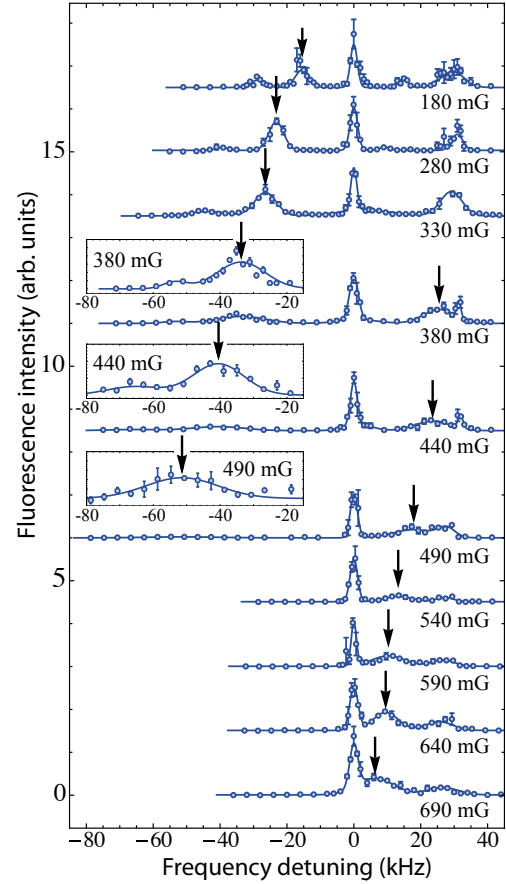 180 mG
280 mG
15
330 mG
380 mG
-80 -60 -40 -20
380 mG
10
440 mG
-80 -60 -40 -20
440 mG
490 mG
-80 -60 -40 -20
490 mG
5
540 mG
590 mG
640 mG
0
690 mG
−80 −60 −40 −20 0 20 40
Frequency detuning (kHz)
Fluorescence intensity (arb. units)